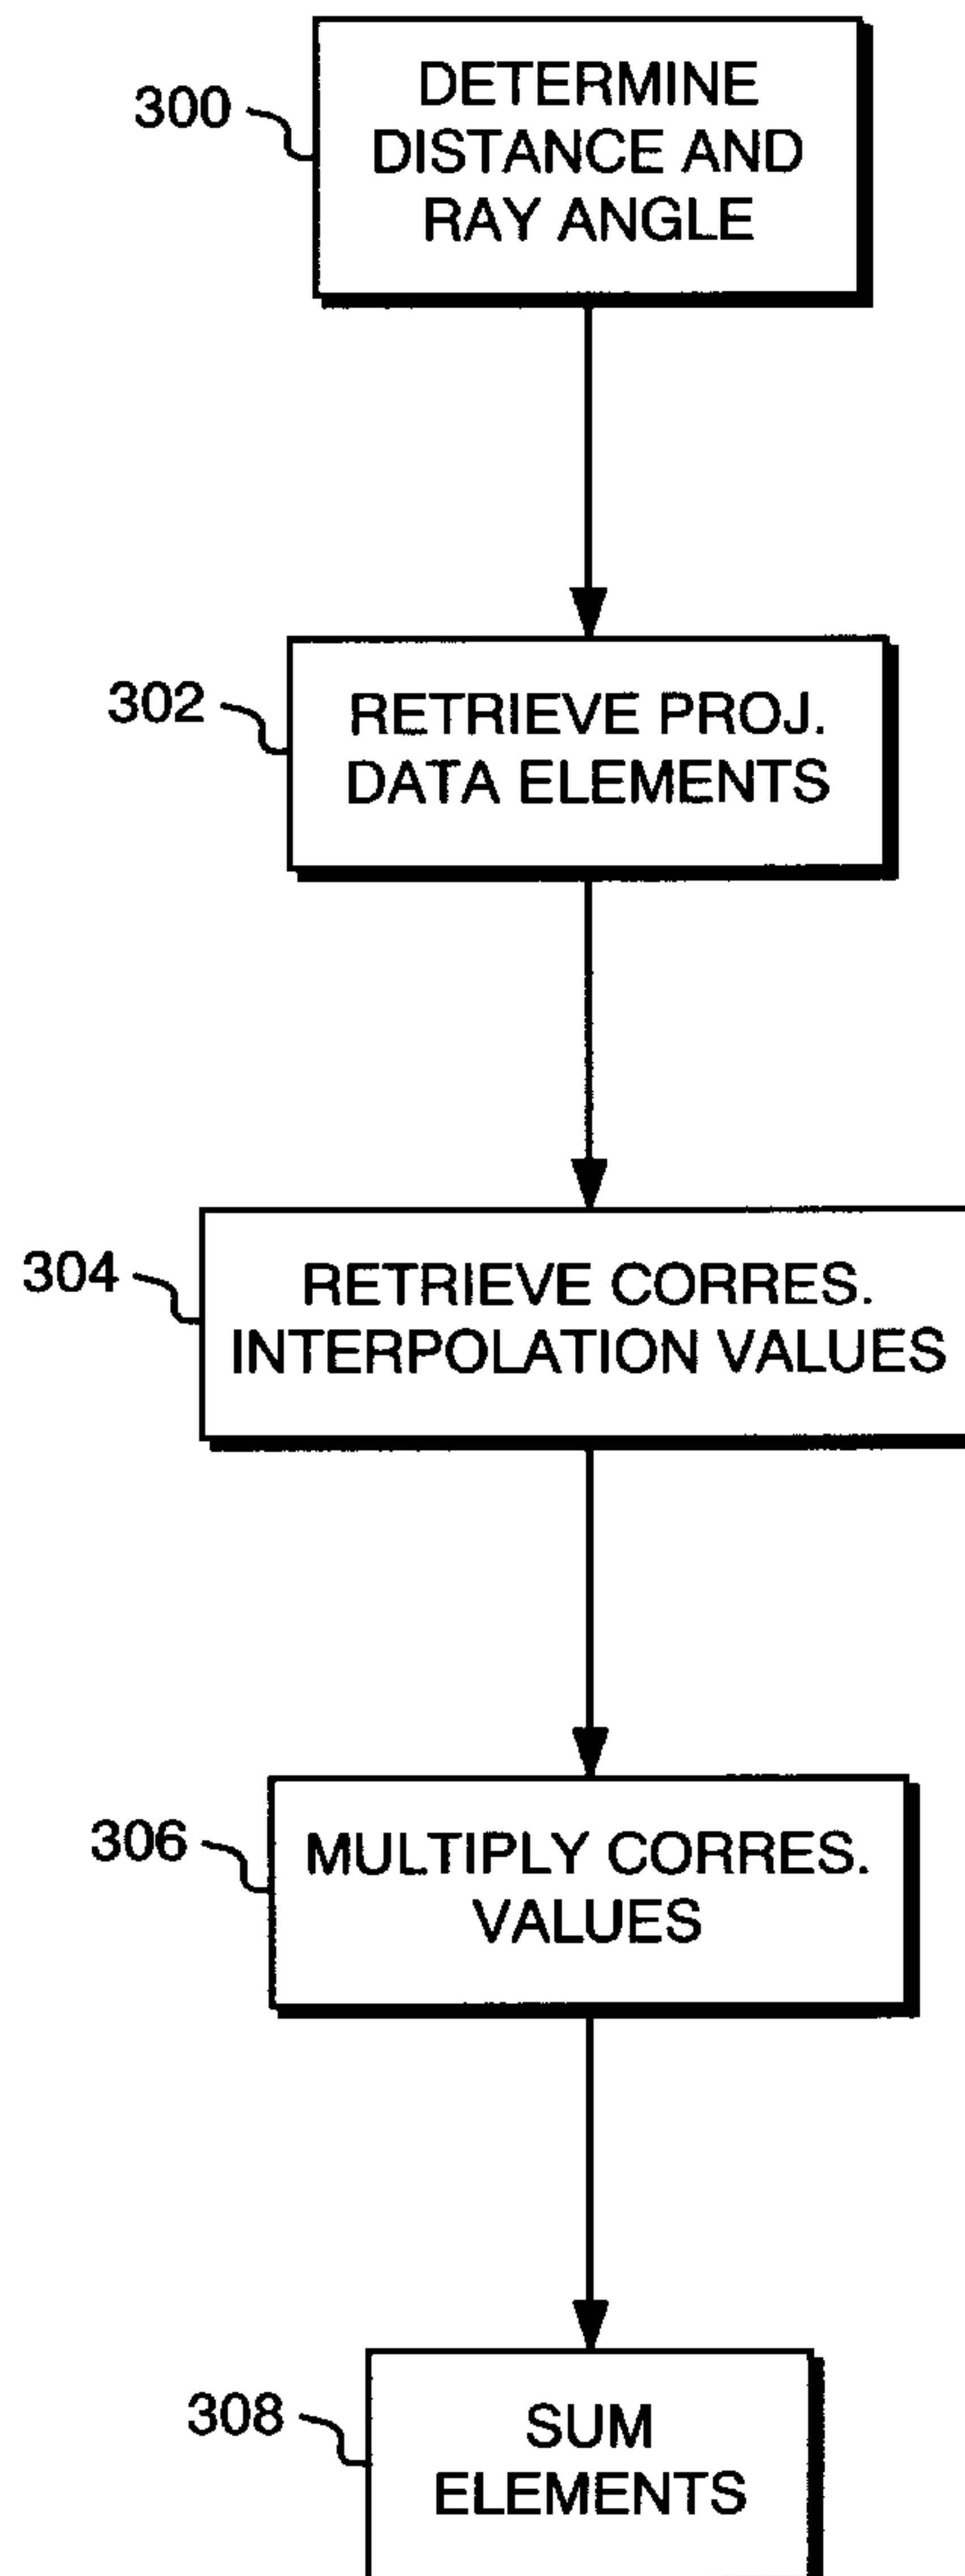 300
DETERMINE
DISTANCE AND
RAY ANGLE
302
RETRIEVE PROJ.
DATA ELEMENTS
304
RETRIEVE CORRES.
INTERPOLATION VALUES
306
MULTIPLY CORRES.
VALUES
308
SUM
ELEMENTS